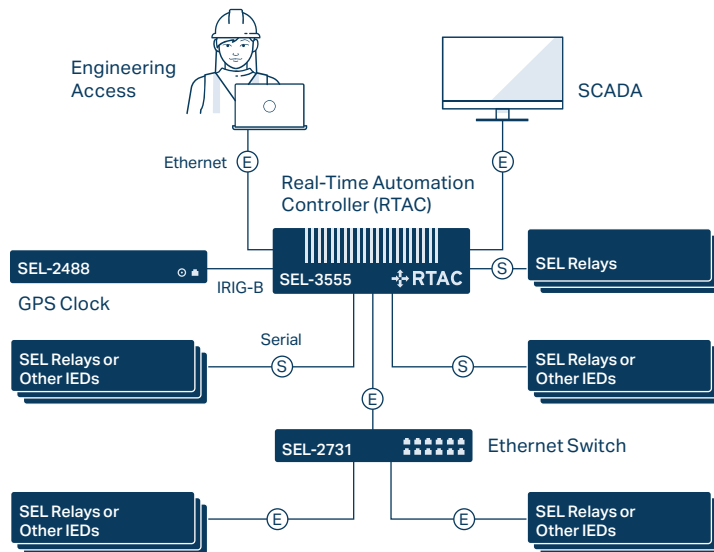 Engineering
Access
SCADA
Ethernet
E
E
Real-Time Automation
Controller (RTAC)
SEL-2488
IRIG-B
SEL-3555
RTAC
S
SEL Relays
GPS Clock
Serial
SEL Relays or
Other IEDs
S
S
SEL Relays or
Other IEDs
E
SEL-2731
Ethernet Switch
SEL Relays or
Other IEDs
E
E
SEL Relays or
Other IEDs